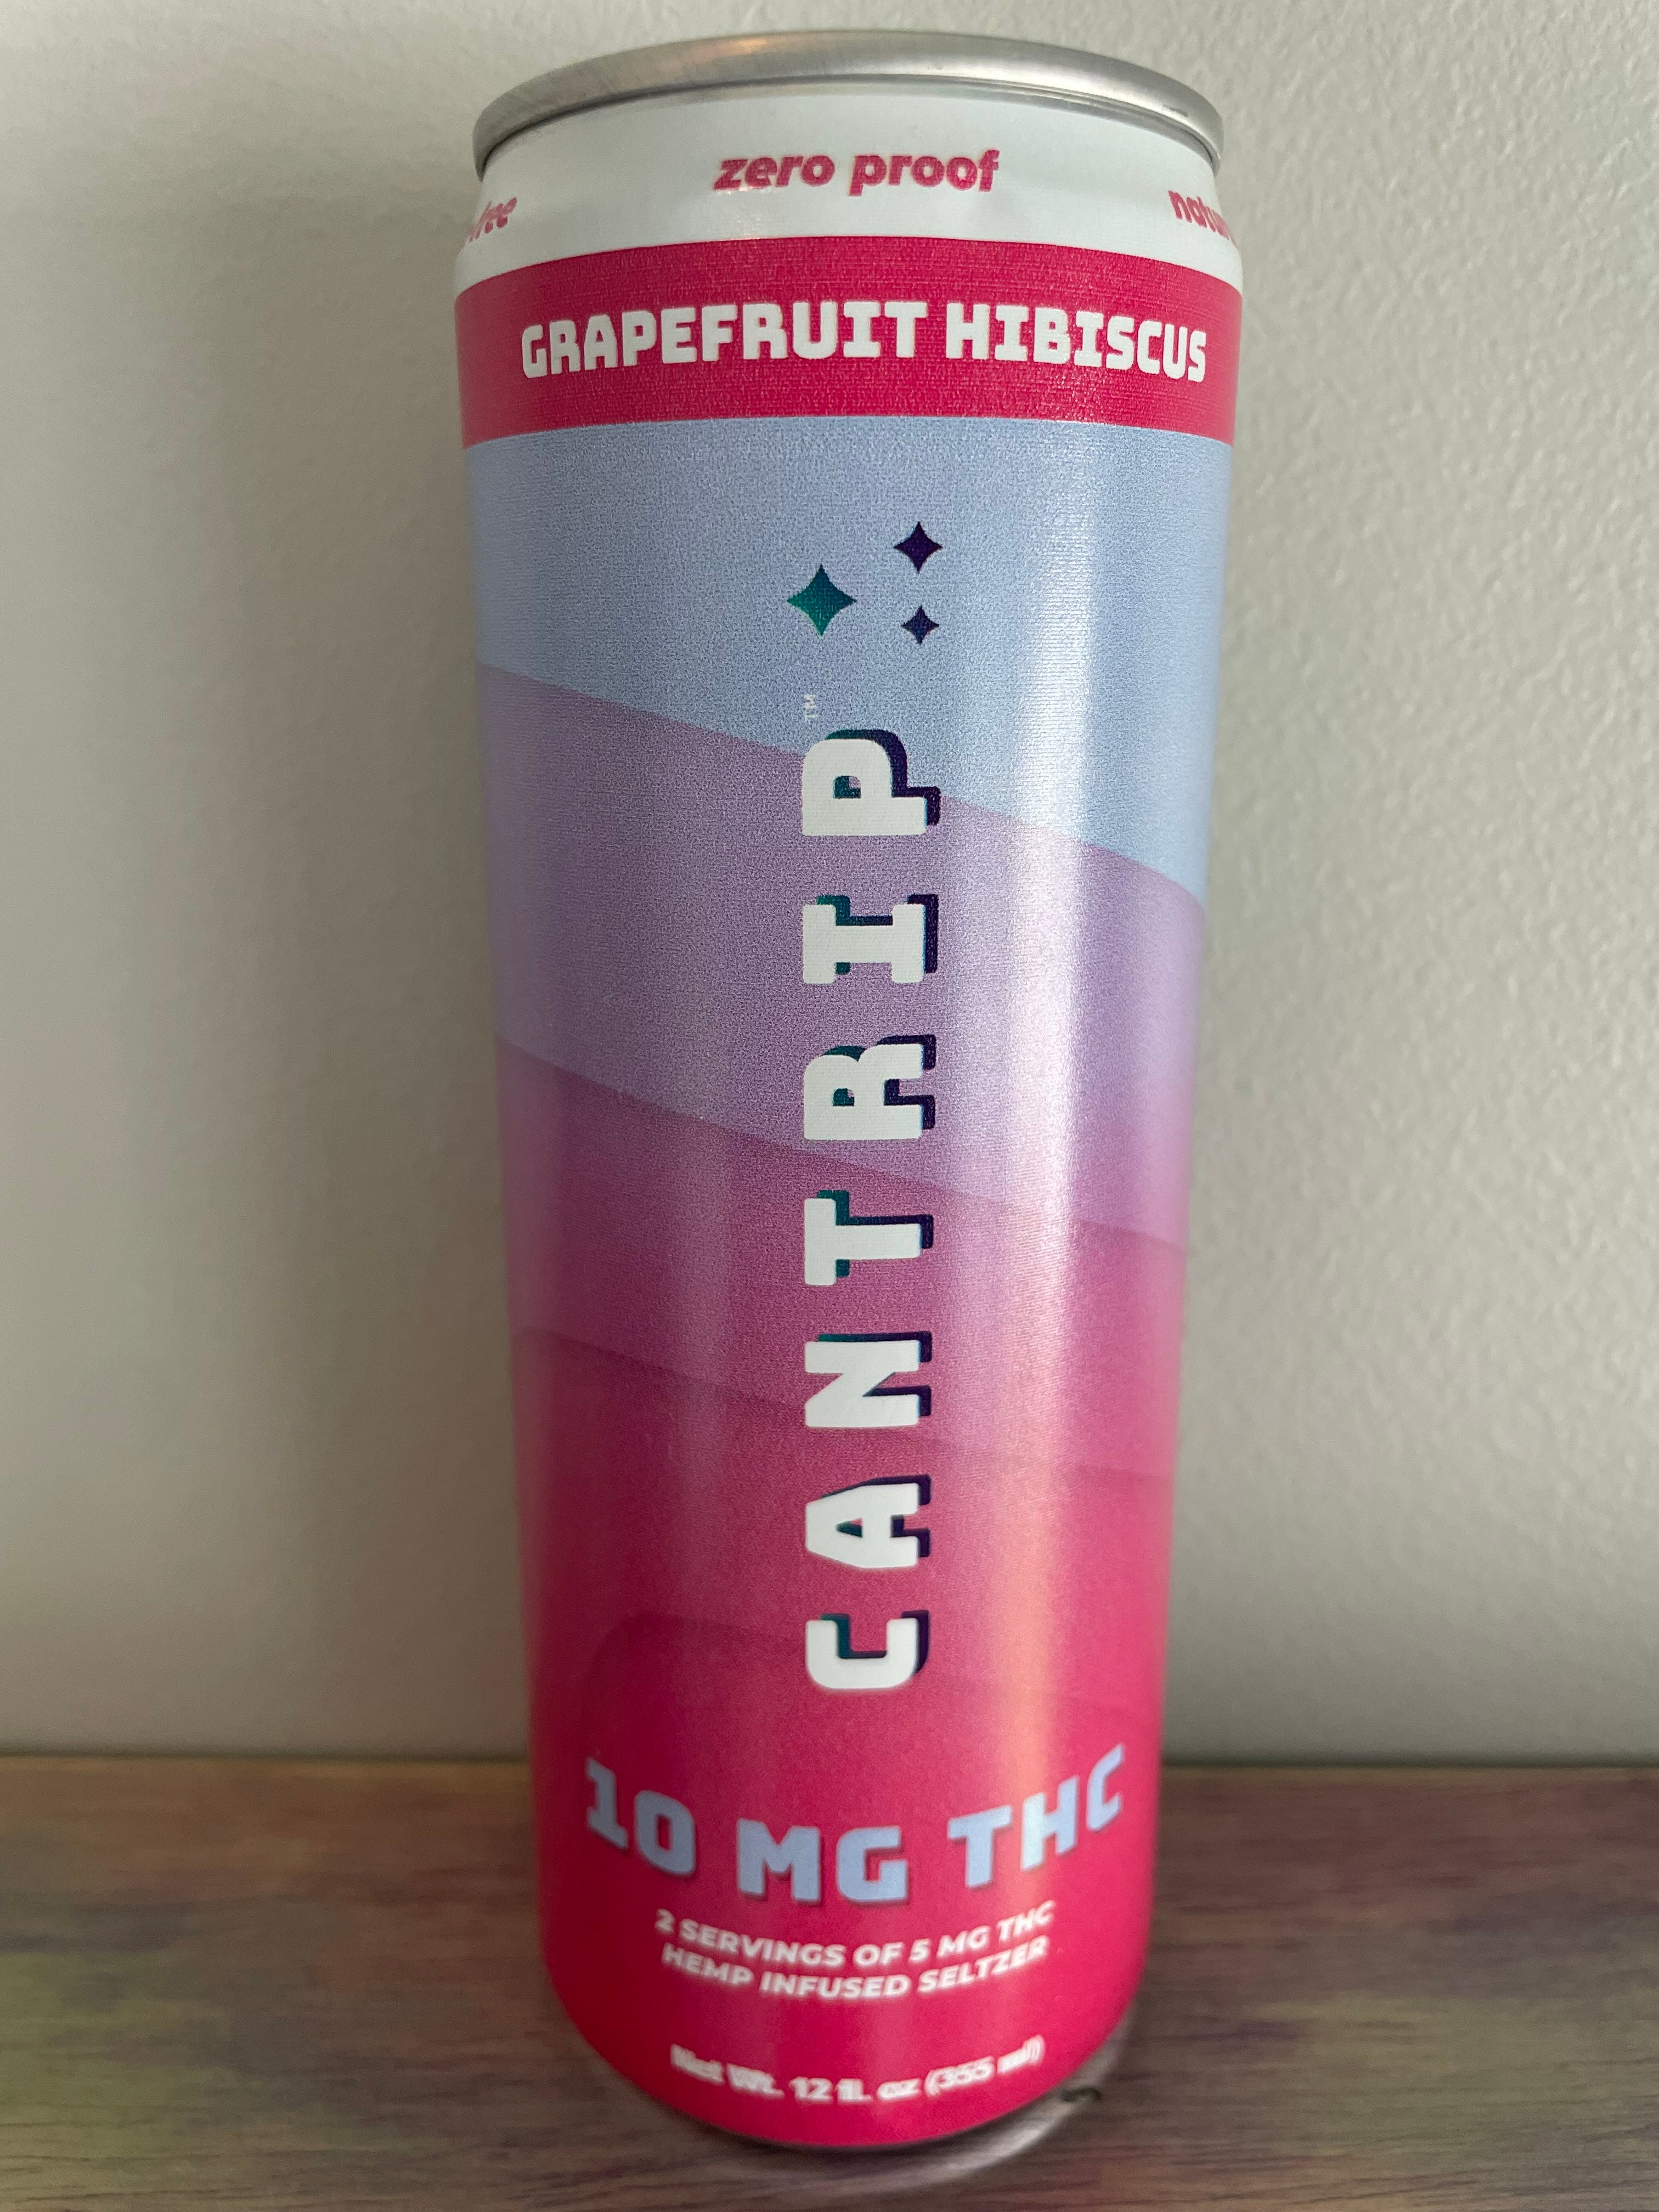 zero proof
GRAPEFRUIT HIBISCUS
CANTRIP™
10 MG THC
2 SERVINGS OF 5 MG THC
HEMP INFUSED SELTZER
Net Wt. 12 fl. oz (355 ml)